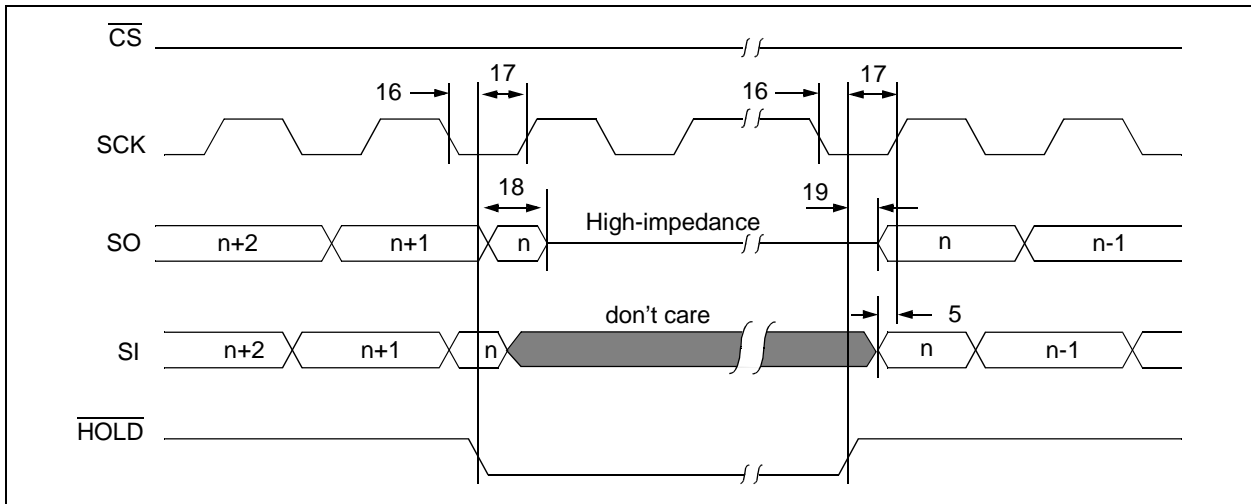 CS
16 17 16 17
SCK
18 19
High-impedance
SO n+2 n+1 n n n-1
don't care 5
SI n+2 n+1 n n n-1
HOLD